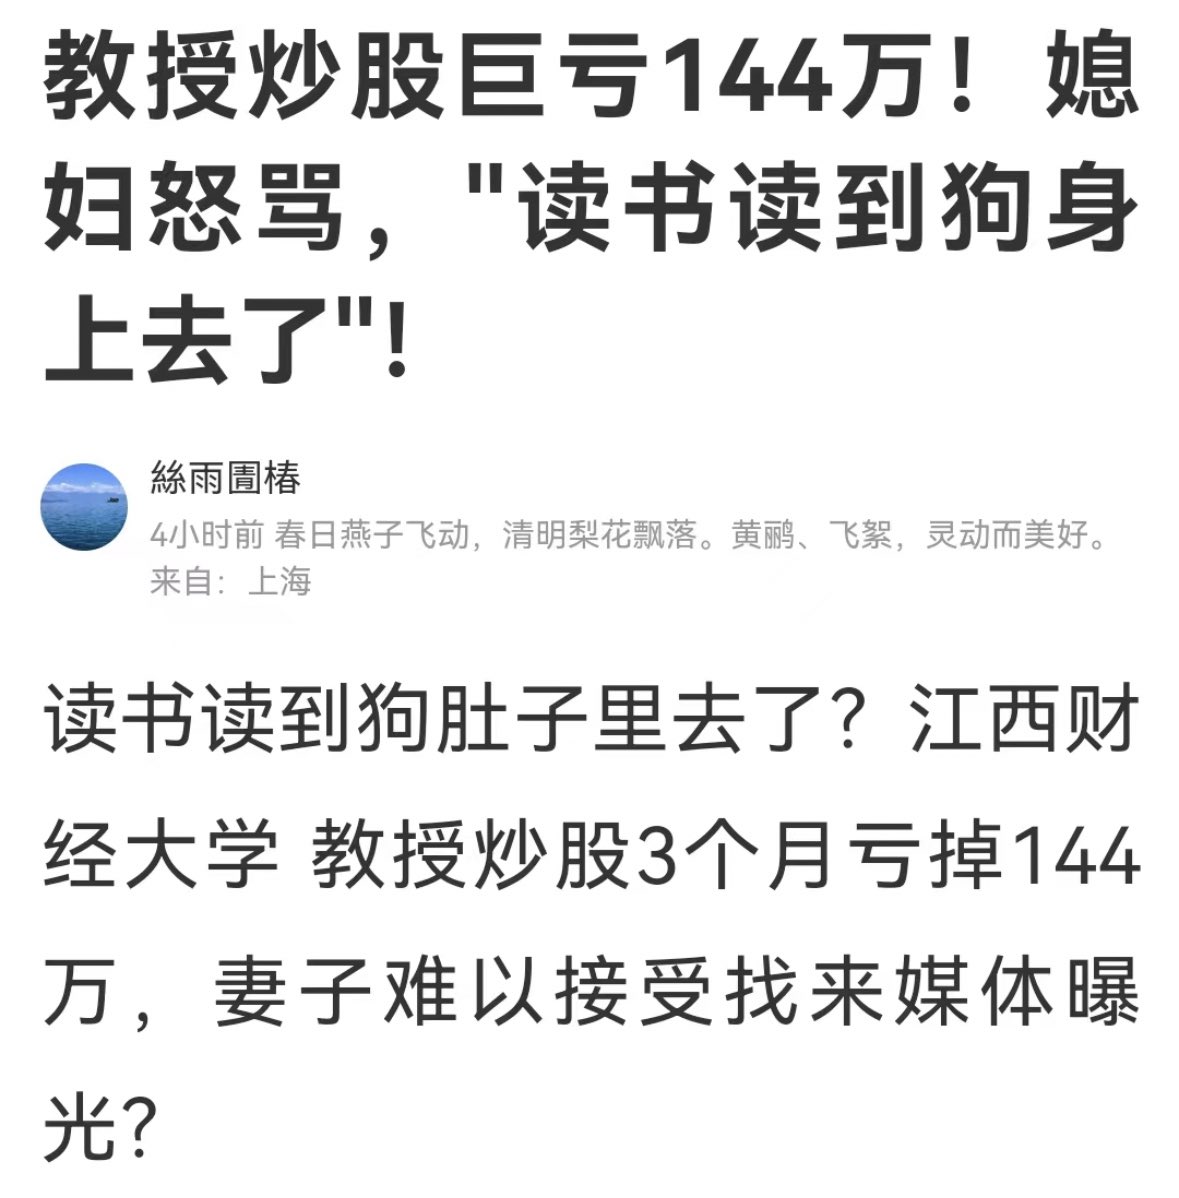 教授炒股巨亏144万！媳
妇怒骂，"读书读到狗身
上去了"！
絲雨圊椿
4小时前 春日燕子飞动，清明梨花飘落。黄鹂、飞絮，灵动而美好。
来自：上海
读书读到狗肚子里去了？江西财
经大学 教授炒股3个月亏掉144
万，妻子难以接受找来媒体曝
光？